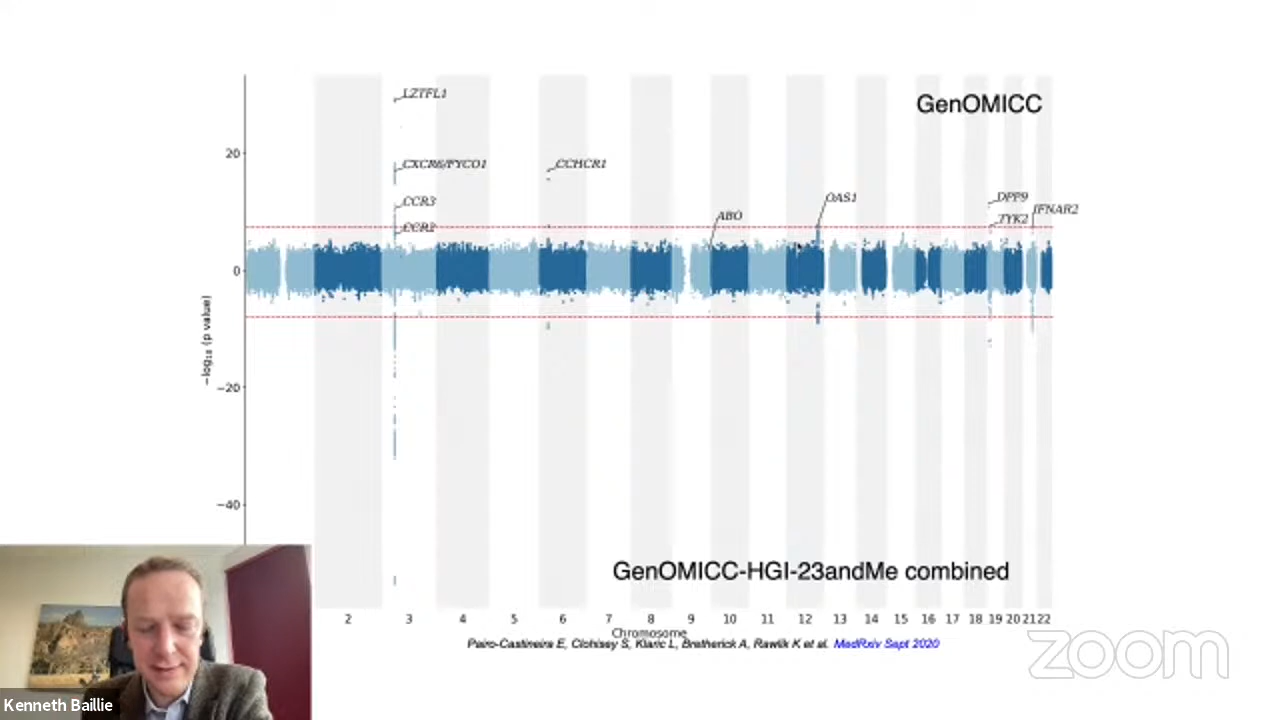 GenOMICC
LZTFL1
CXCR6/FYCO1
CCHCR1
CCR3
CCR2
ABO
OAS1
DPP9
IFNAR2
TYK2
20
0
−20
−40
−log₁₀ (p value)
GenOMICC-HGI-23andMe combined
2 3 4 5 6 7 8 9 10 11 12 13 14 15 16 17 18 19 20 21 22
Chromosome
Pairo-Castineira E, Clohisey S, Klaric L, Bretherick A, Rawlik K et al. MedRxiv Sept 2020
zoom
Kenneth Baillie